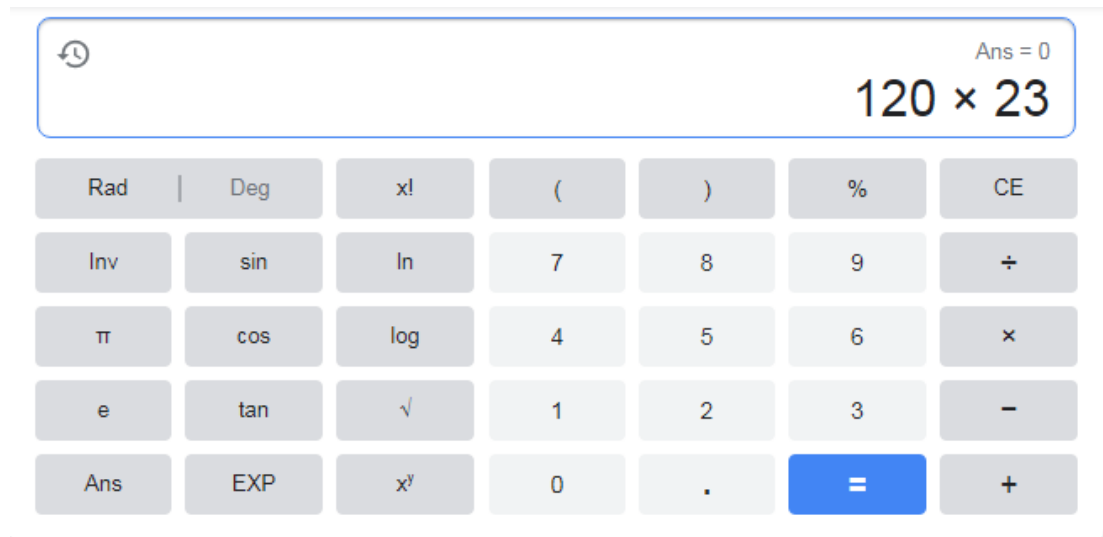 Ans = 0
120 × 23
Rad | Deg x! ( ) % CE
Inv sin ln 7 8 9 ÷
π cos log 4 5 6 ×
e tan √ 1 2 3 −
Ans EXP xʸ 0 . = +